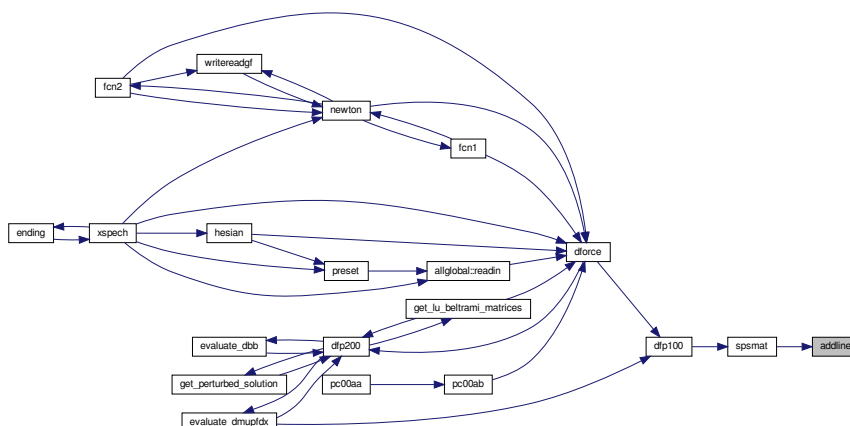 writereadgf
fcn2
newton
fcn1
ending
xspech
hesian
dforce
preset
allglobal::readin
get_lu_beltrami_matrices
evaluate_dbb
dfp200
dfp100
spsmat
addline
get_perturbed_solution
pc00aa
pc00ab
evaluate_dmupfdx